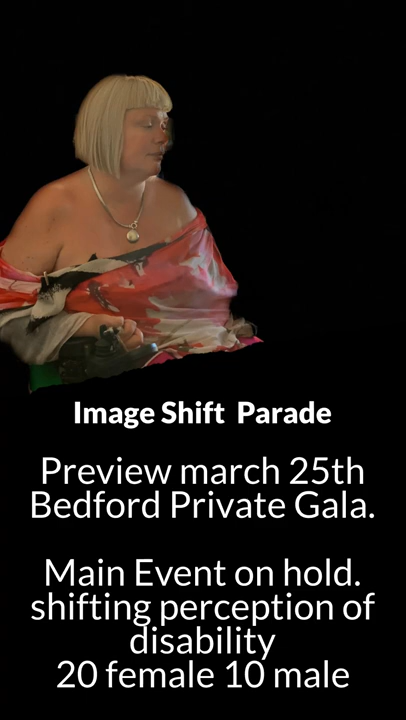 Image Shift  Parade
Preview march 25th
Bedford Private Gala.
Main Event on hold.
shifting perception of
disability
20 female 10 male